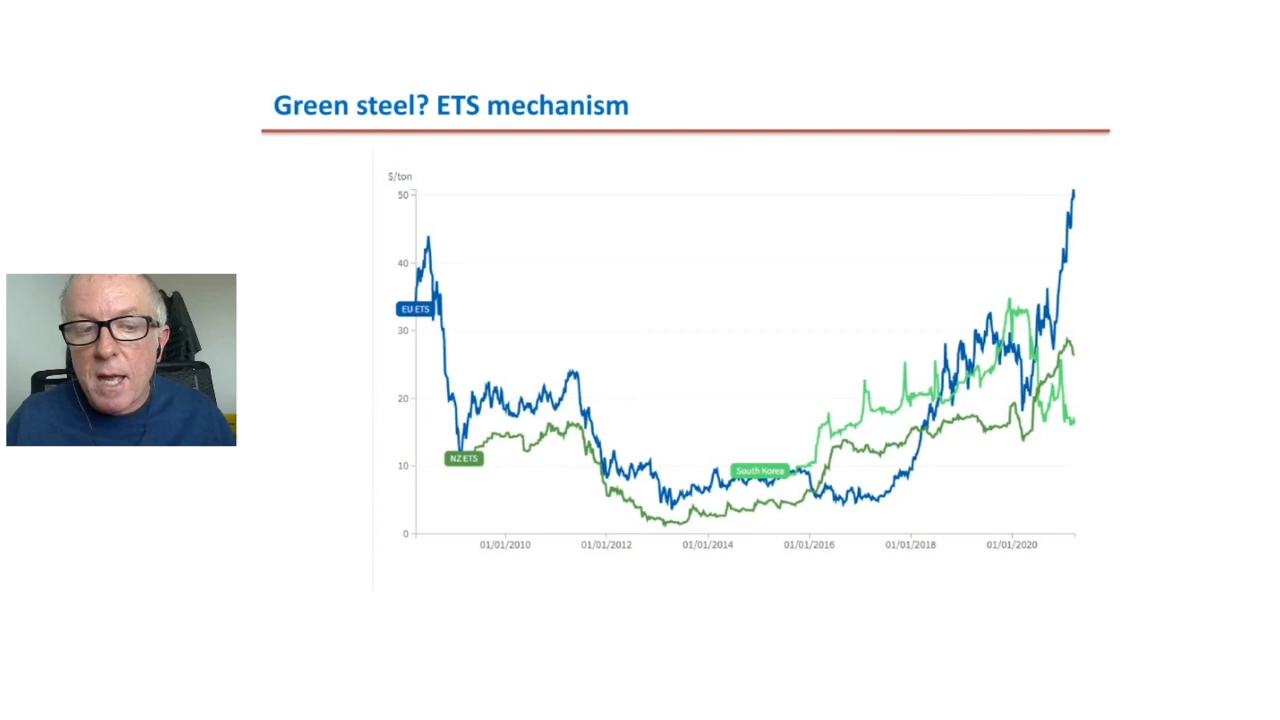 Green steel? ETS mechanism
$/ton
50
40
EU ETS
30
20
NZ ETS
South Korea
10
0
01/01/2010 01/01/2012 01/01/2014 01/01/2016 01/01/2018 01/01/2020